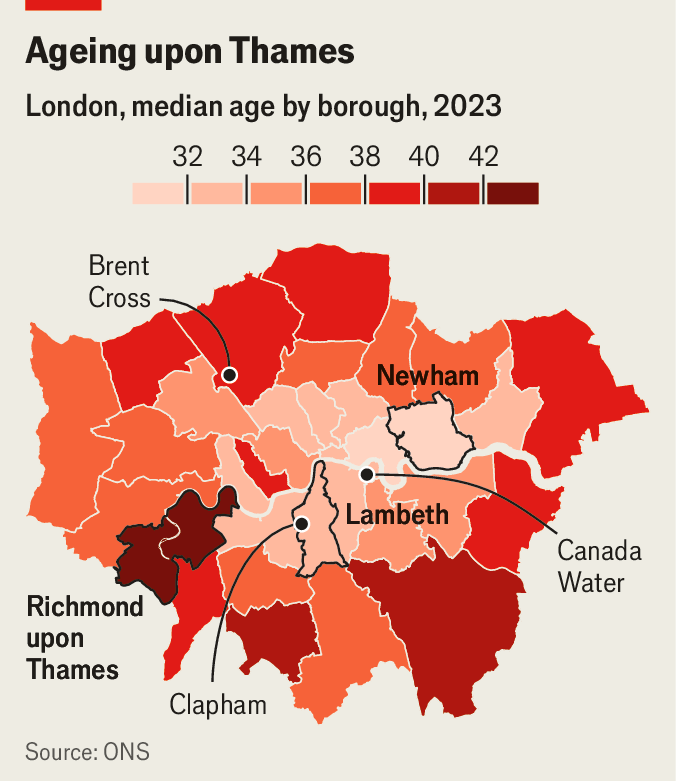 Ageing upon Thames
London, median age by borough, 2023
32 34 36 38 40 42
Brent
Cross
Newham
Lambeth
Canada
Water
Richmond
upon
Thames
Clapham
Source: ONS